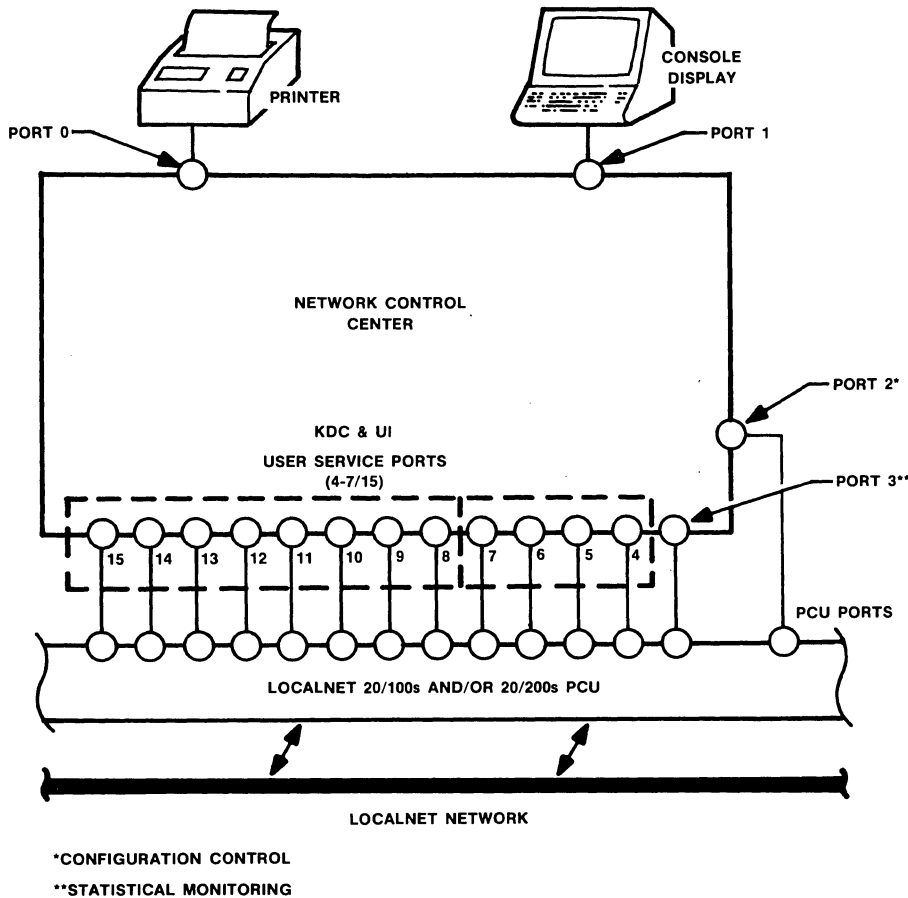 PRINTER
CONSOLE
DISPLAY
PORT 0
PORT 1
NETWORK CONTROL
CENTER
PORT 2*
KDC & UI
USER SERVICE PORTS
(4-7/15)
PORT 3**
15 14 13 12 11 10 9 8 7 6 5 4
PCU PORTS
LOCALNET 20/100s AND/OR 20/200s PCU
LOCALNET NETWORK
*CONFIGURATION CONTROL
**STATISTICAL MONITORING